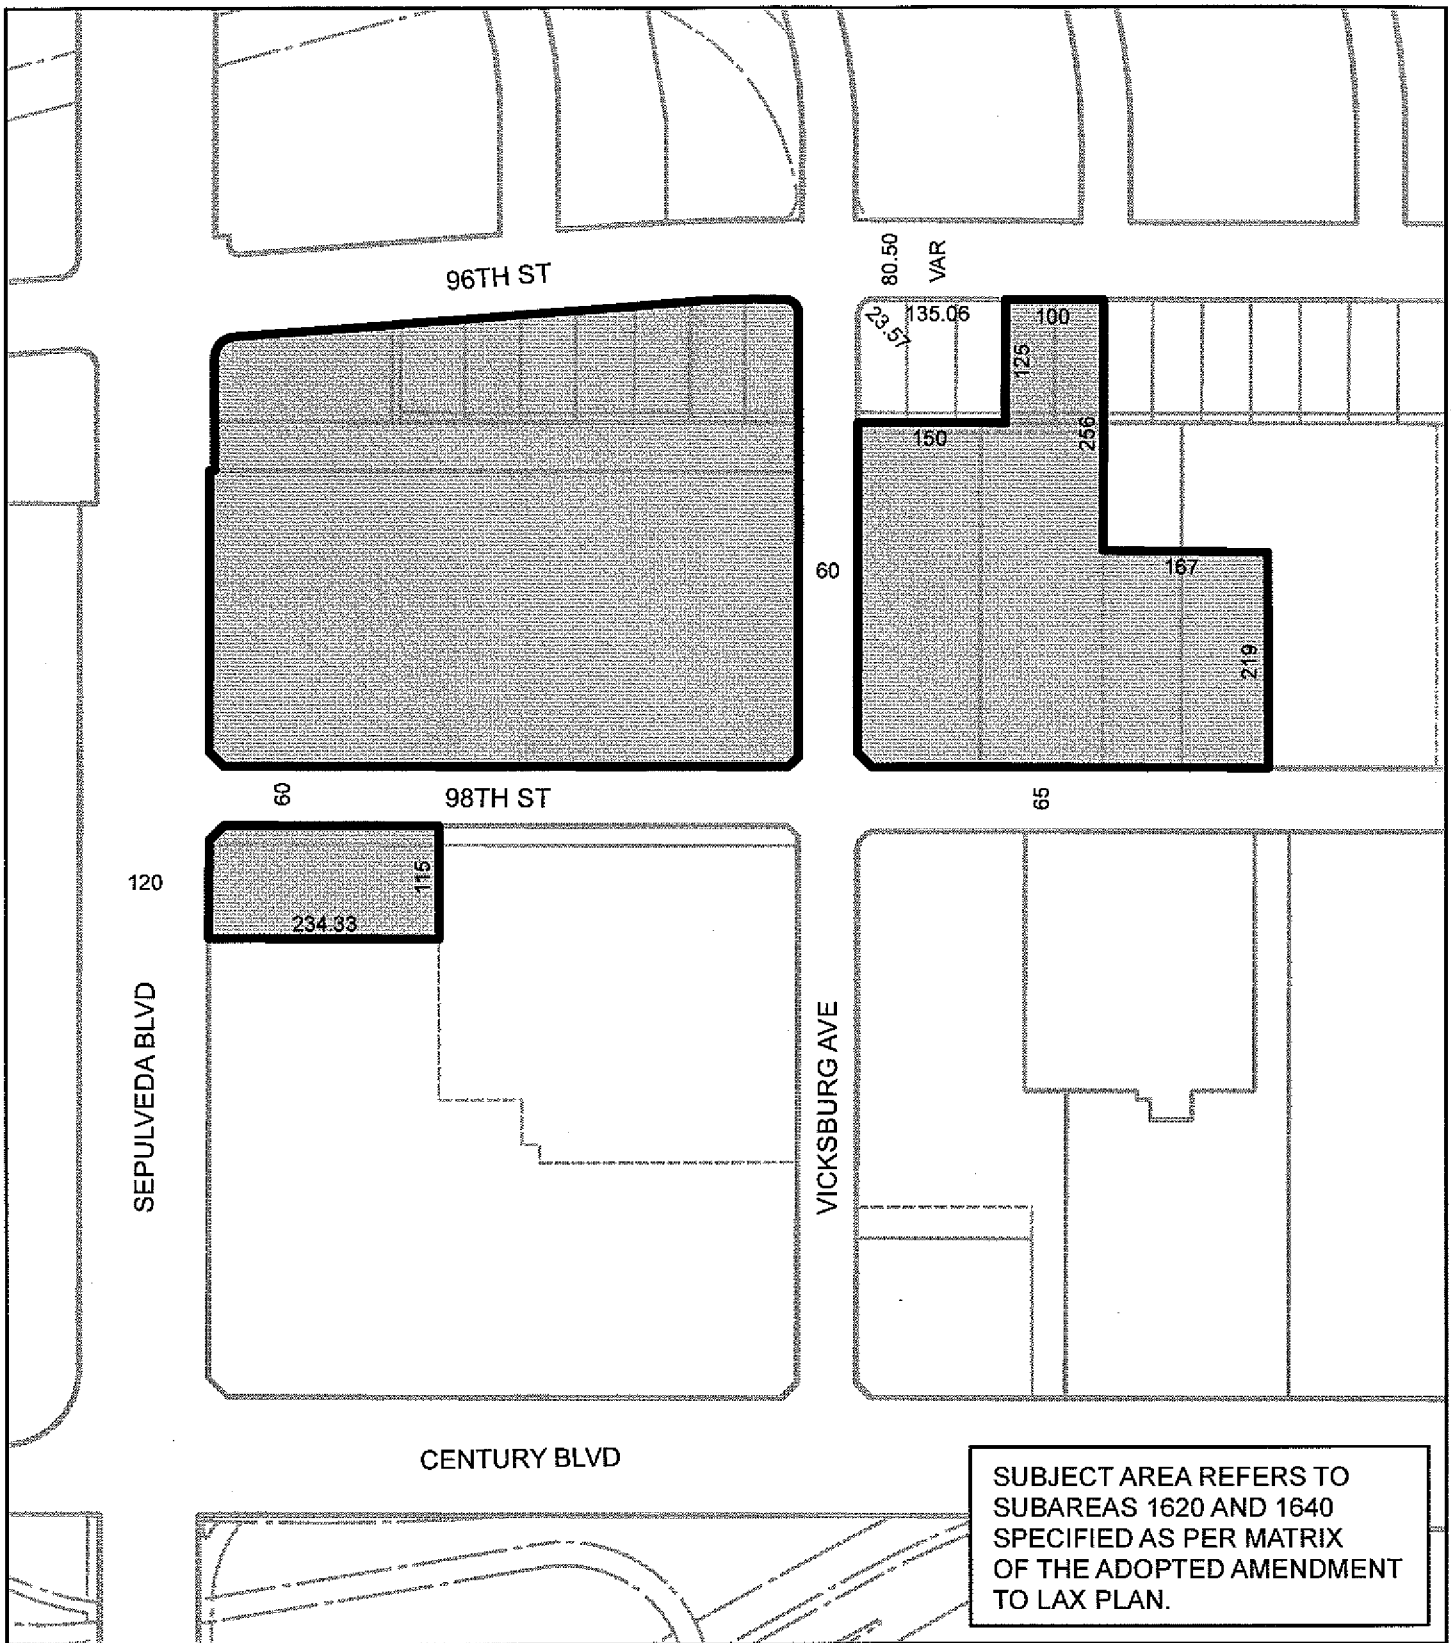 96TH ST
80.50
VAR
23.57
135.06
100
125
150
256
60
167
219
60
98TH ST
65
120
115
234.33
SEPULVEDA BLVD
VICKSBURG AVE
CENTURY BLVD
SUBJECT AREA REFERS TO
SUBAREAS 1620 AND 1640
SPECIFIED AS PER MATRIX
OF THE ADOPTED AMENDMENT
TO LAX PLAN.